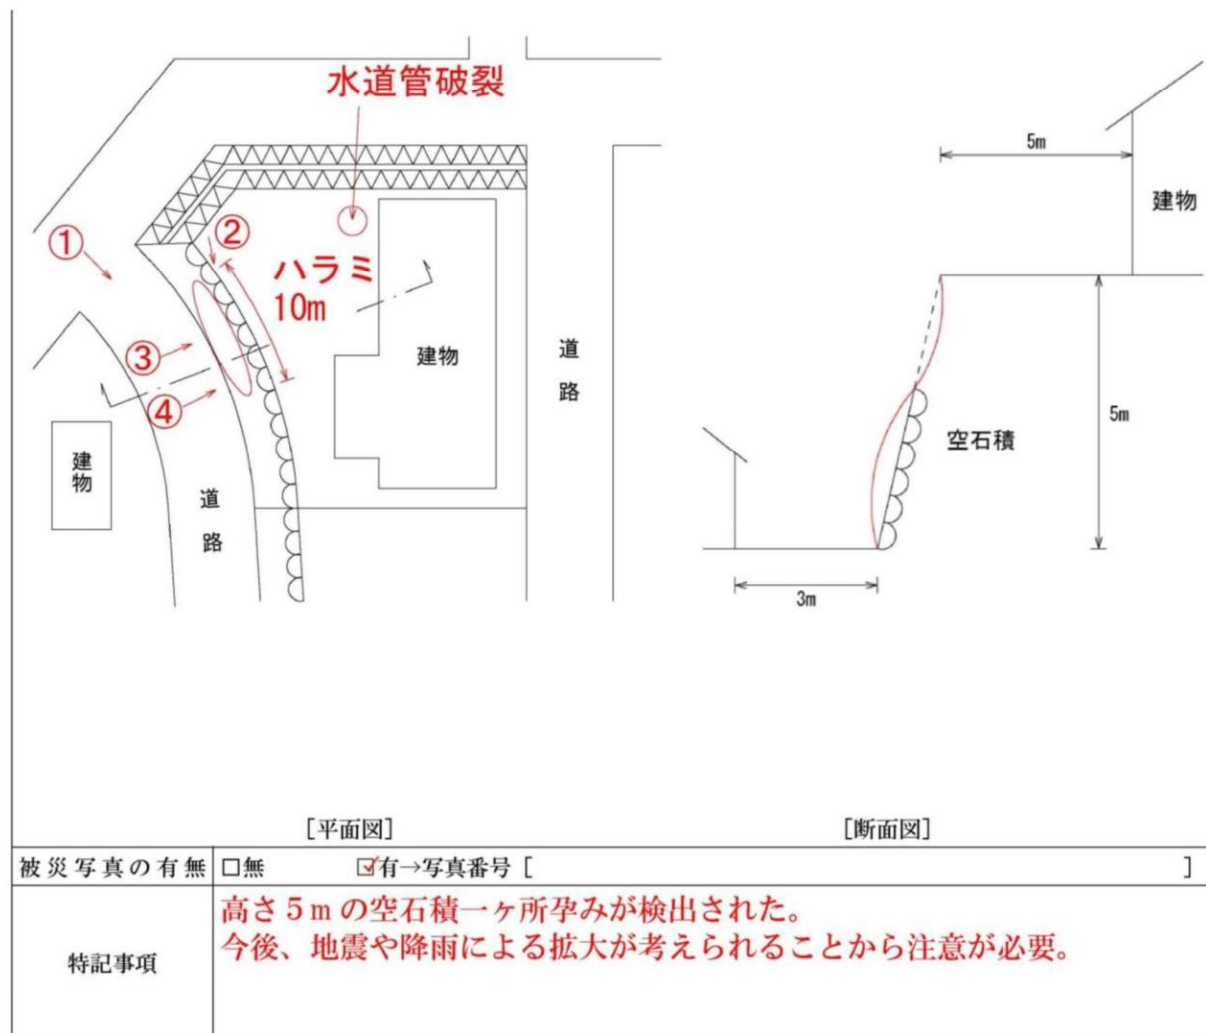 水道管破裂
①
②
ハラミ
10m
③
④
建物
建物
道路
道路
5m
建物
空石積
5m
3m
[平面図]
[断面図]
被災写真の有無 □無 ☑有→写真番号 [ ]
特記事項
高さ５ｍの空石積一ヶ所孕みが検出された。
今後、地震や降雨による拡大が考えられることから注意が必要。